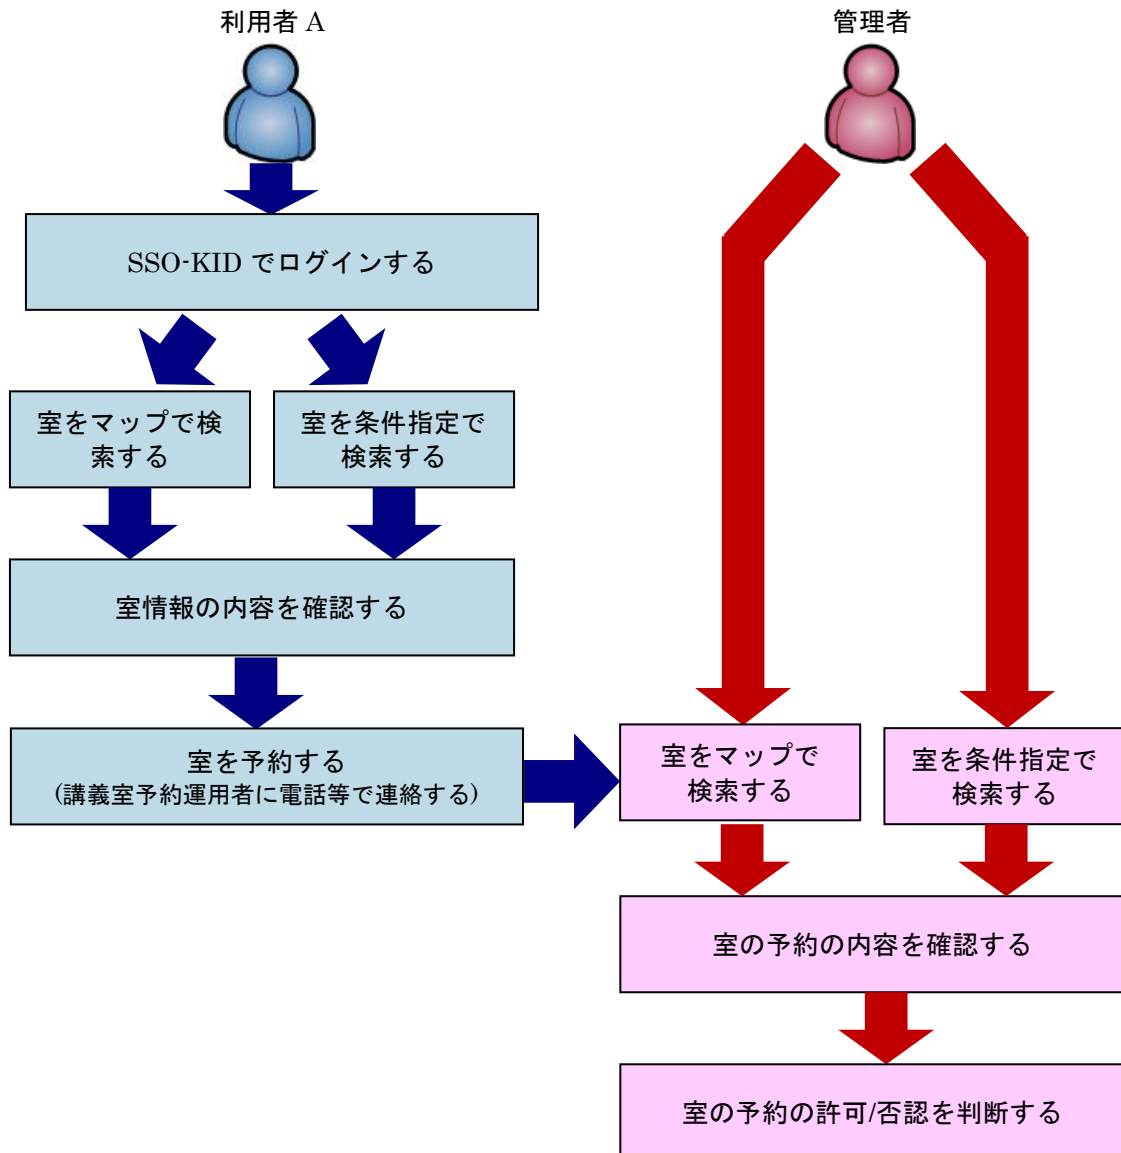 利用者 A
管理者
SSO-KID でログインする
室をマップで検
索する
室を条件指定で
検索する
室情報の内容を確認する
室を予約する
(講義室予約運用者に電話等で連絡する)
室をマップで
検索する
室を条件指定で
検索する
室の予約の内容を確認する
室の予約の許可/否認を判断する